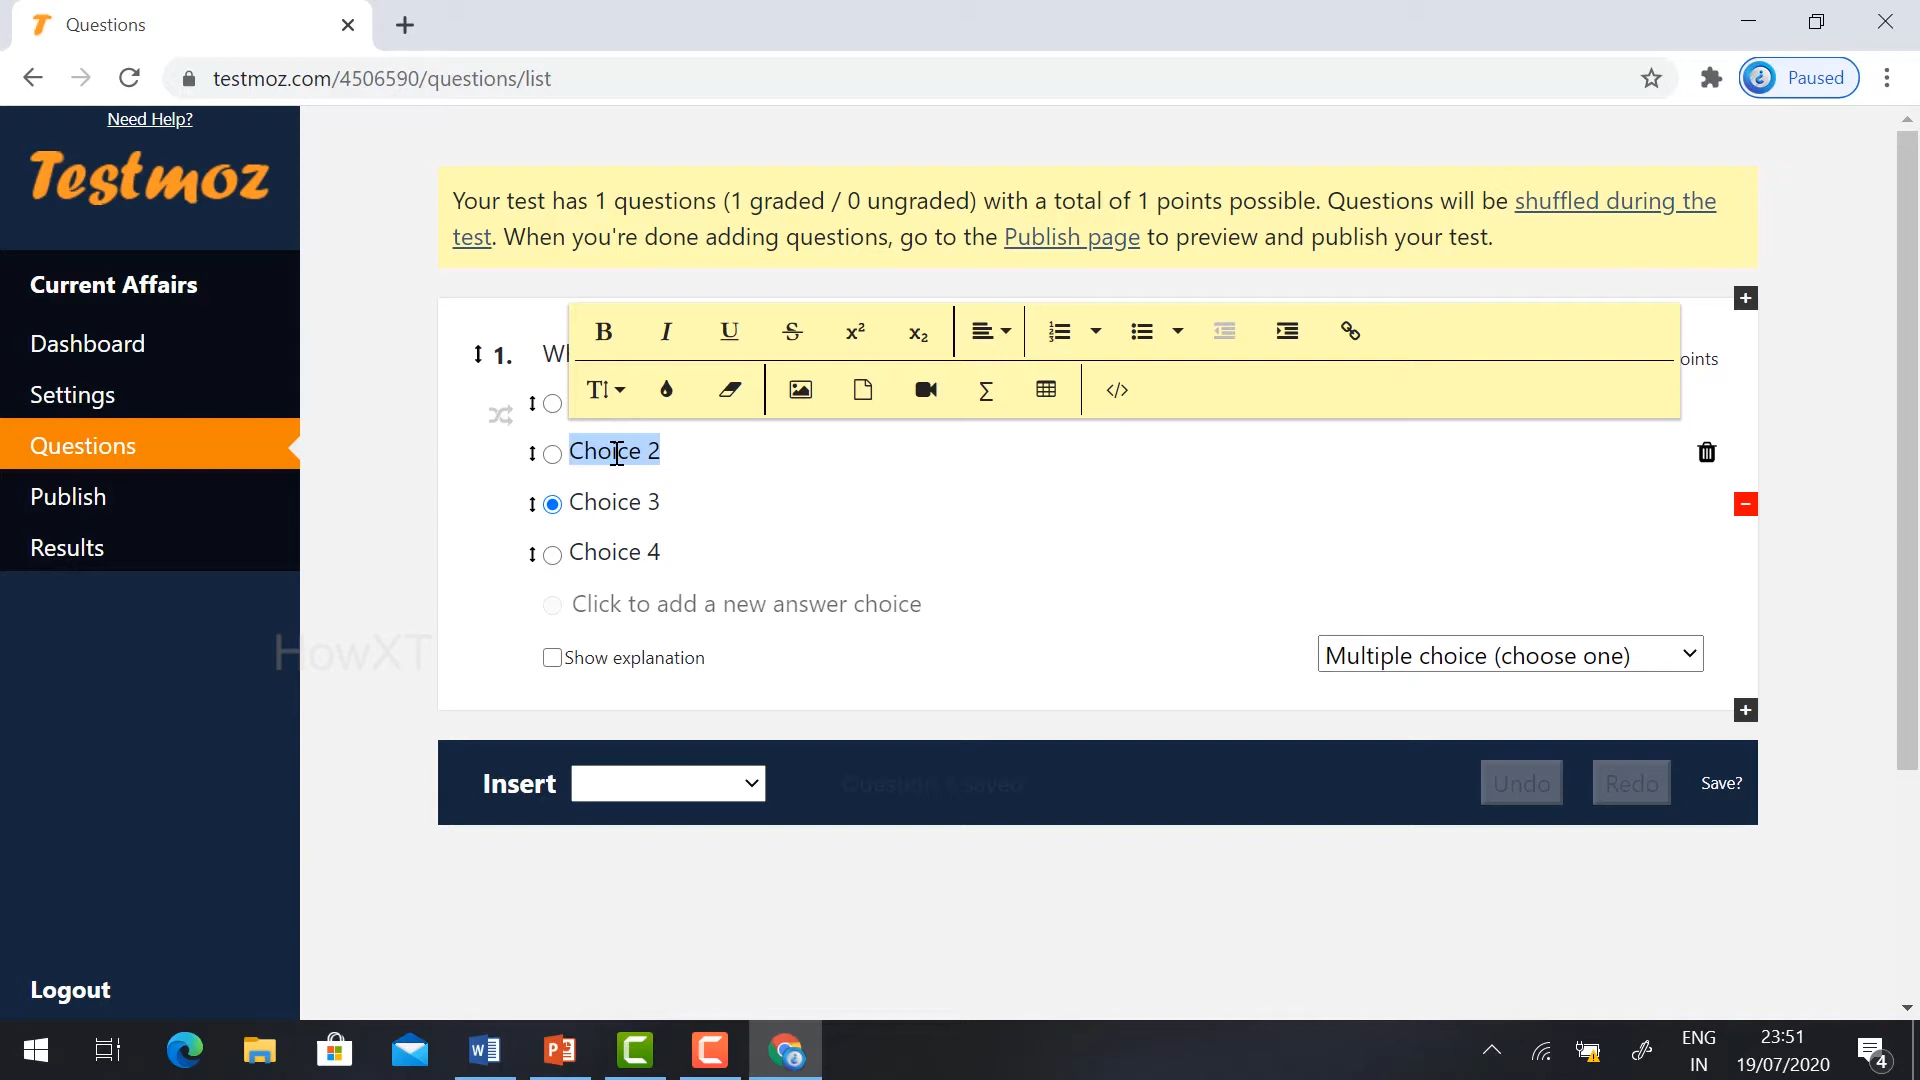 Questions
testmoz.com/4506590/questions/list
Paused
Need Help?
Testmoz
Current Affairs
Dashboard
Settings
Questions
Publish
Results
Logout
Your test has 1 questions (1 graded / 0 ungraded) with a total of 1 points possible. Questions will be shuffled during the
test. When you're done adding questions, go to the Publish page to preview and publish your test.
B I U S x² x₂
1. oints
Choice 2
Choice 3
Choice 4
Click to add a new answer choice
HowXT
Show explanation
Multiple choice (choose one)
Insert
Undo
Redo
Save?
ENG
IN
23:51
19/07/2020
4